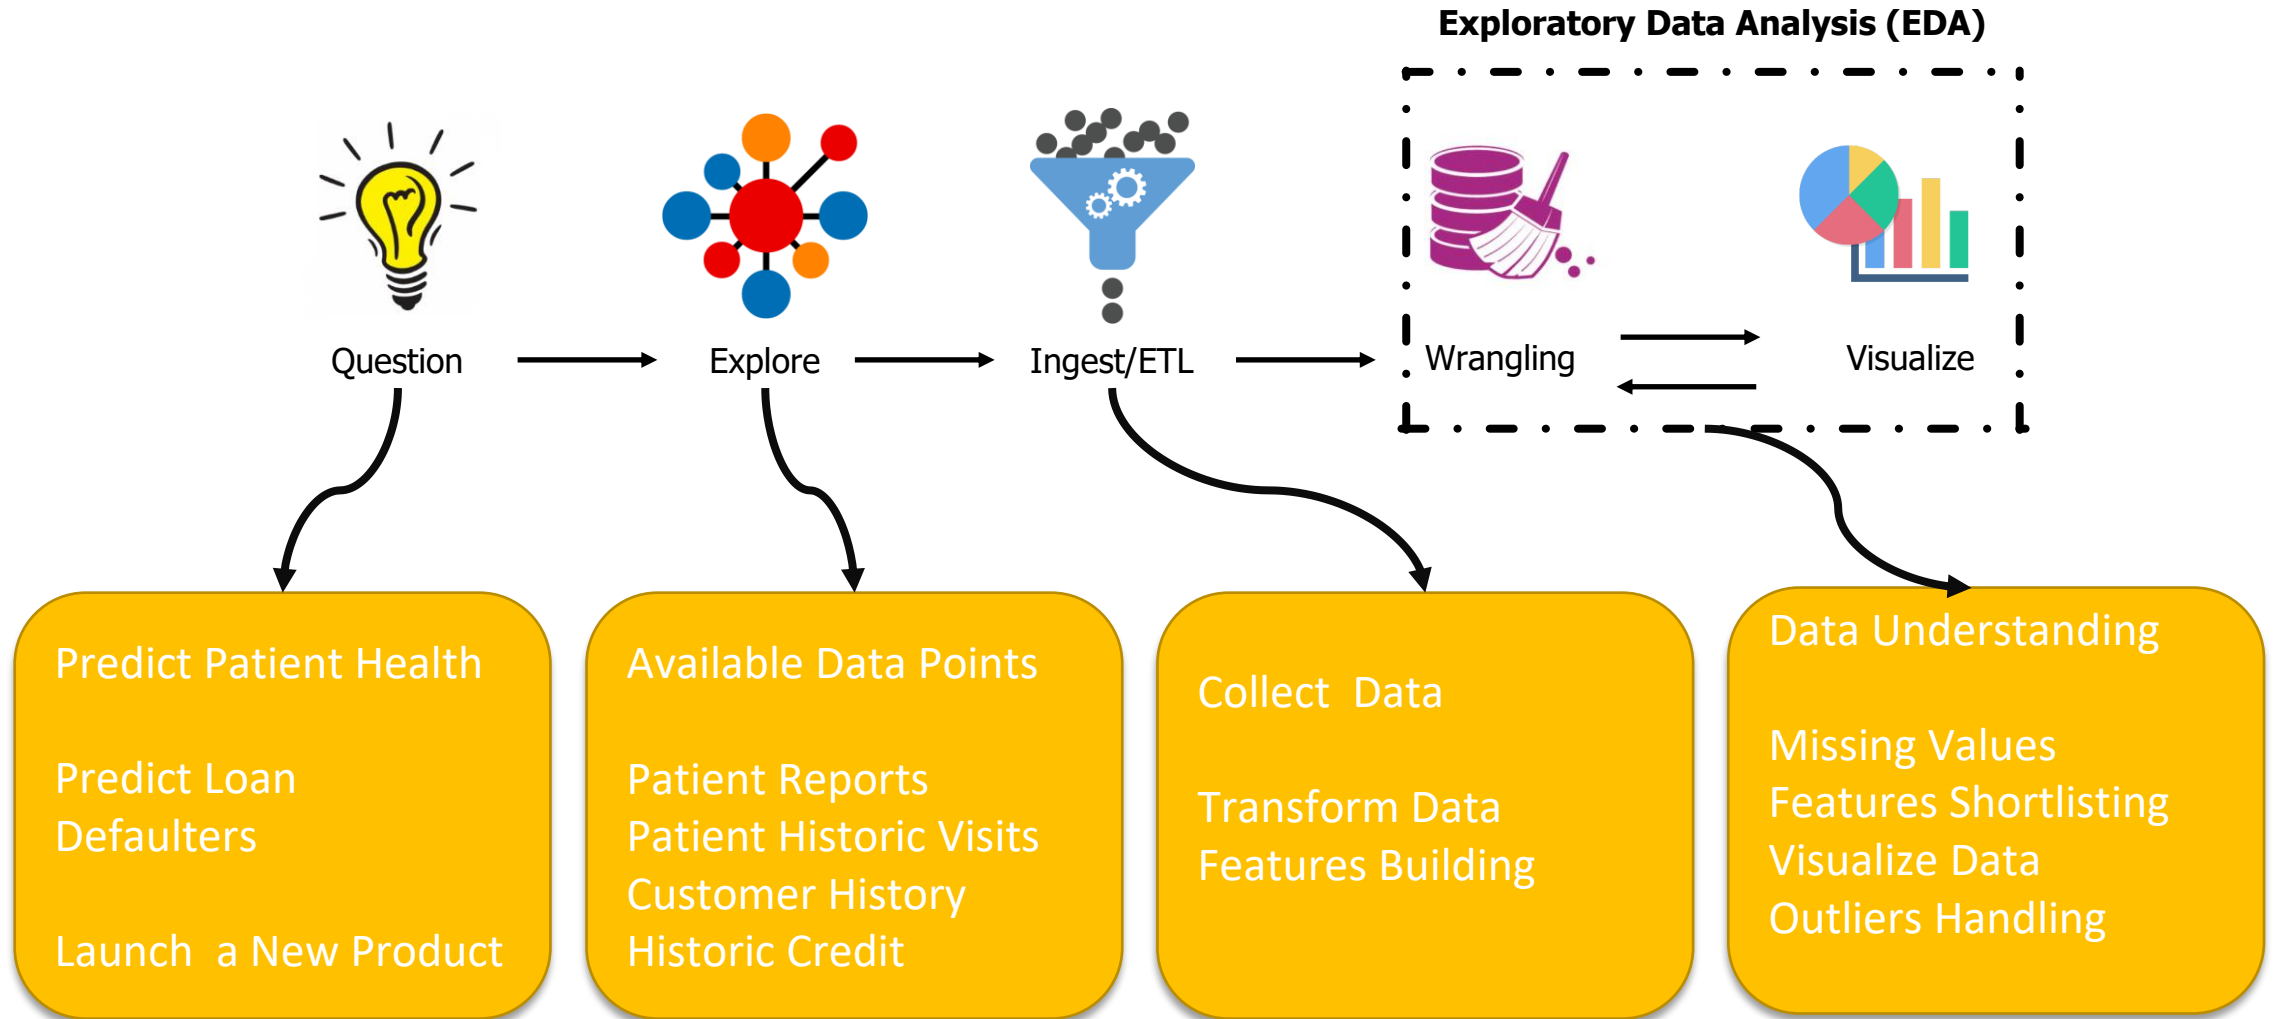 Exploratory Data Analysis (EDA)
Question
Explore
Ingest/ETL
Wrangling
Visualize
Predict Patient Health
Predict Loan
Defaulters
Launch  a New Product
Available Data Points
Patient Reports
Patient Historic Visits
Customer History
Historic Credit
Collect  Data
Transform Data
Features Building
Data Understanding
Missing Values
Features Shortlisting
Visualize Data
Outliers Handling